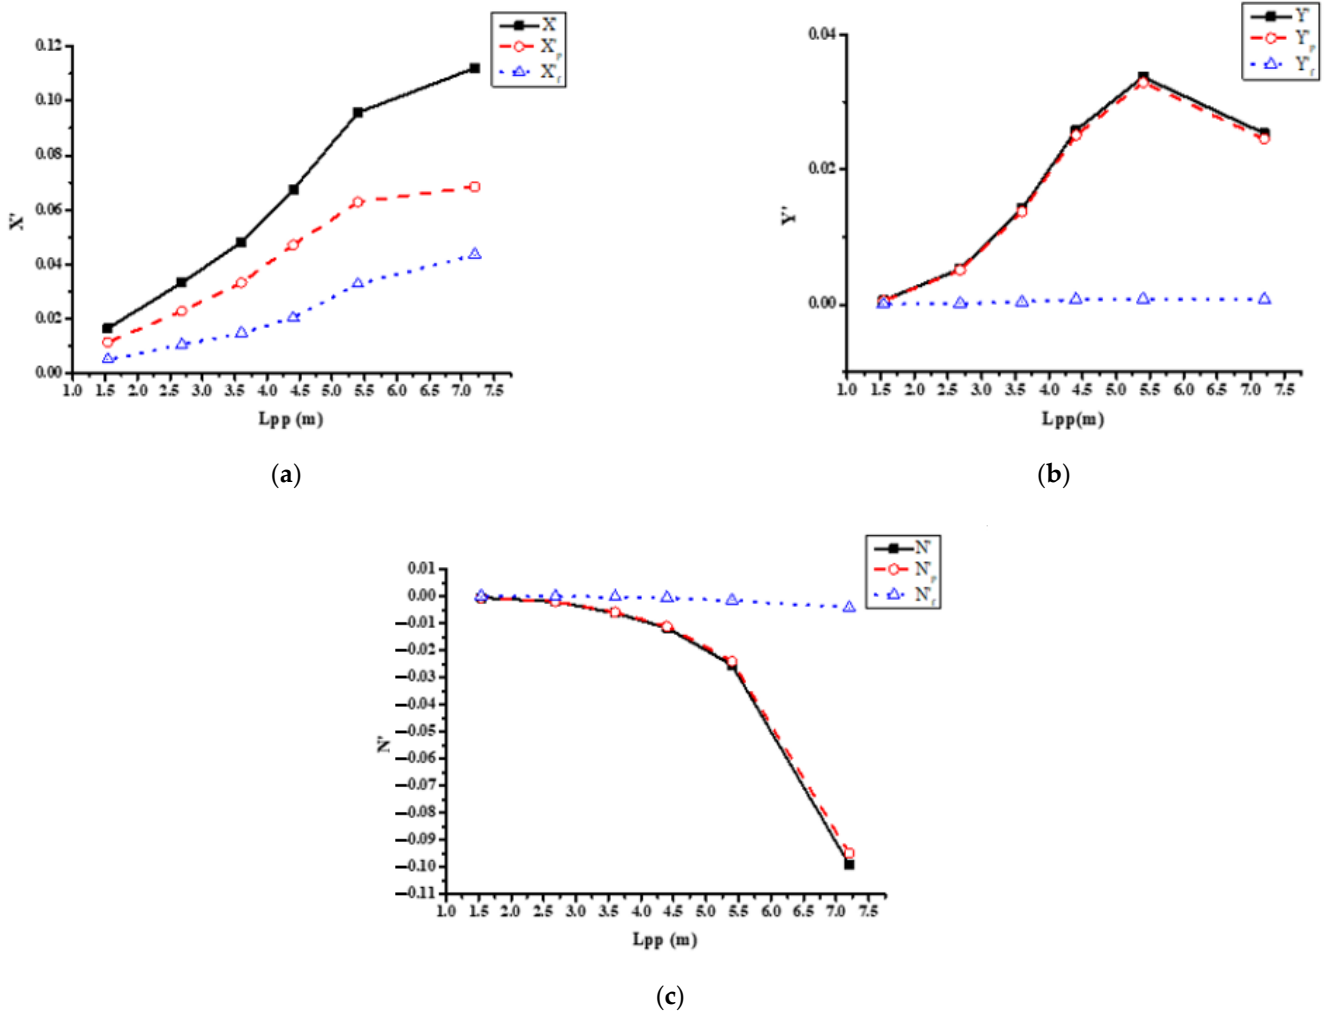 X'
X'p
X'f
0.12
0.10
0.08
0.06
0.04
0.02
0.00
X'
1.0 1.5 2.0 2.5 3.0 3.5 4.0 4.5 5.0 5.5 6.0 6.5 7.0 7.5
Lpp (m)
(a)
Y'
Y'p
Y'f
0.04
0.02
0.00
Y'
1.0 1.5 2.0 2.5 3.0 3.5 4.0 4.5 5.0 5.5 6.0 6.5 7.0 7.5
Lpp(m)
(b)
N'
N'p
N'f
0.01
0.00
−0.01
−0.02
−0.03
−0.04
−0.05
−0.06
−0.07
−0.08
−0.09
−0.10
−0.11
N'
1.0 1.5 2.0 2.5 3.0 3.5 4.0 4.5 5.0 5.5 6.0 6.5 7.0 7.5
Lpp (m)
(c)